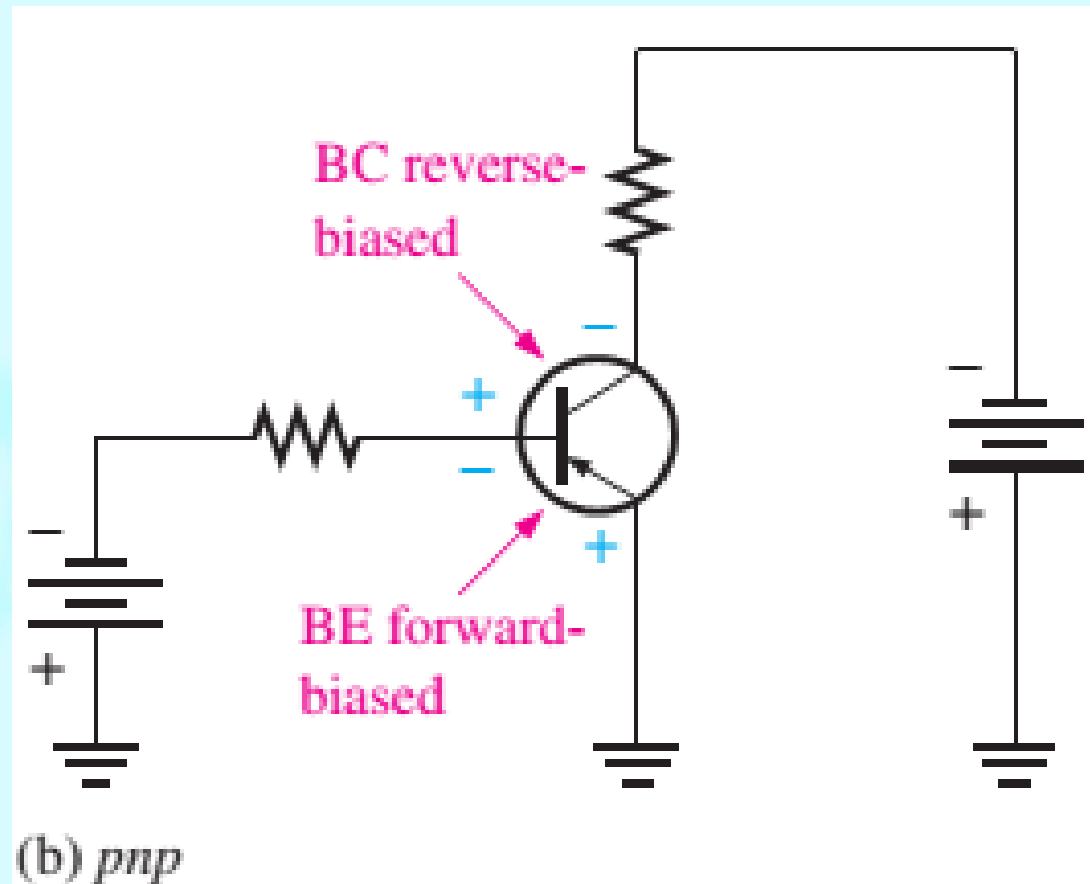 BC reverse-
biased
−
+
−
−
−
+
+
+
BE forward-
biased
(b) pnp